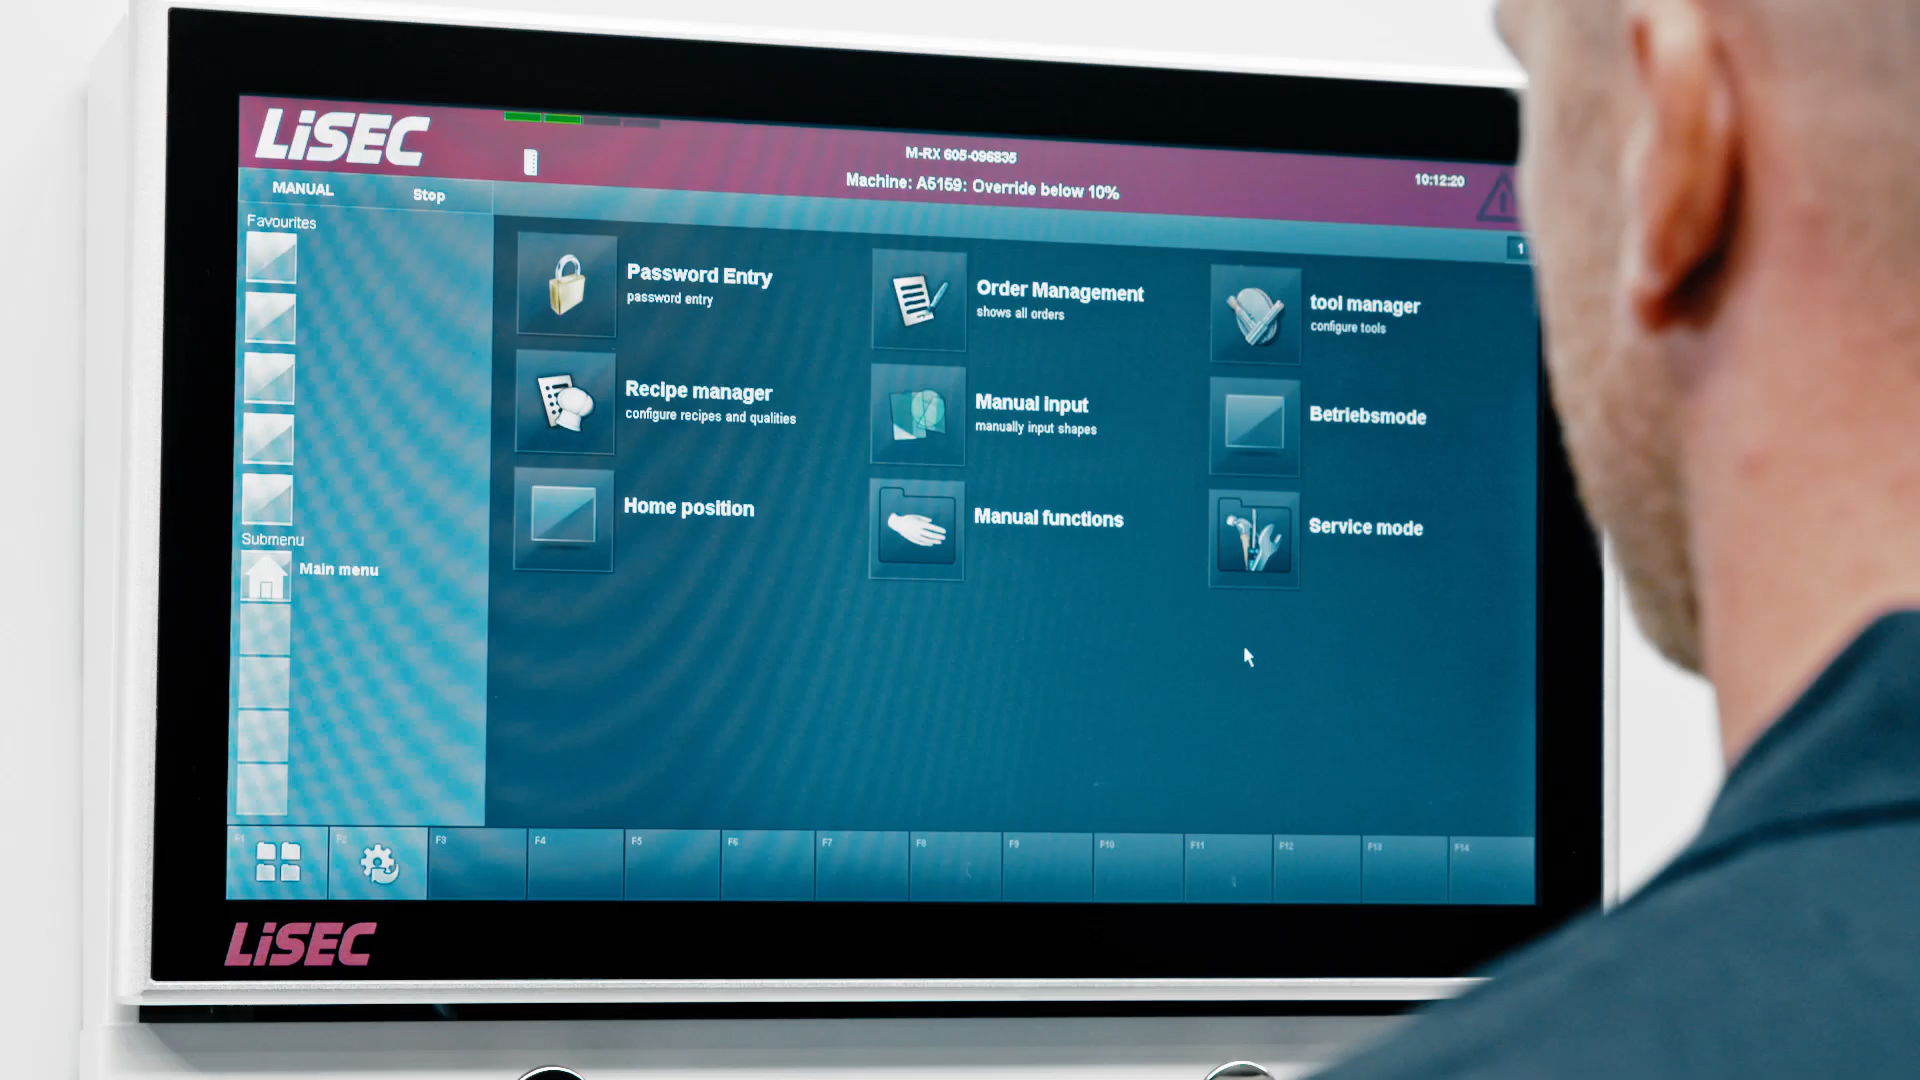 LiSEC
M-RX 605-096835
Machine: A5159: Override below 10%
10:12:20
MANUAL
Stop
1
Favourites
Password Entry
password entry
Order Management
shows all orders
tool manager
configure tools
Recipe manager
configure recipes and qualities
Manual input
manually input shapes
Betriebsmode
Home position
Manual functions
Service mode
Submenu
Main menu
F1
F2
F3
F4
F5
F6
F7
F8
F9
F10
F11
F12
F13
F14
LiSEC